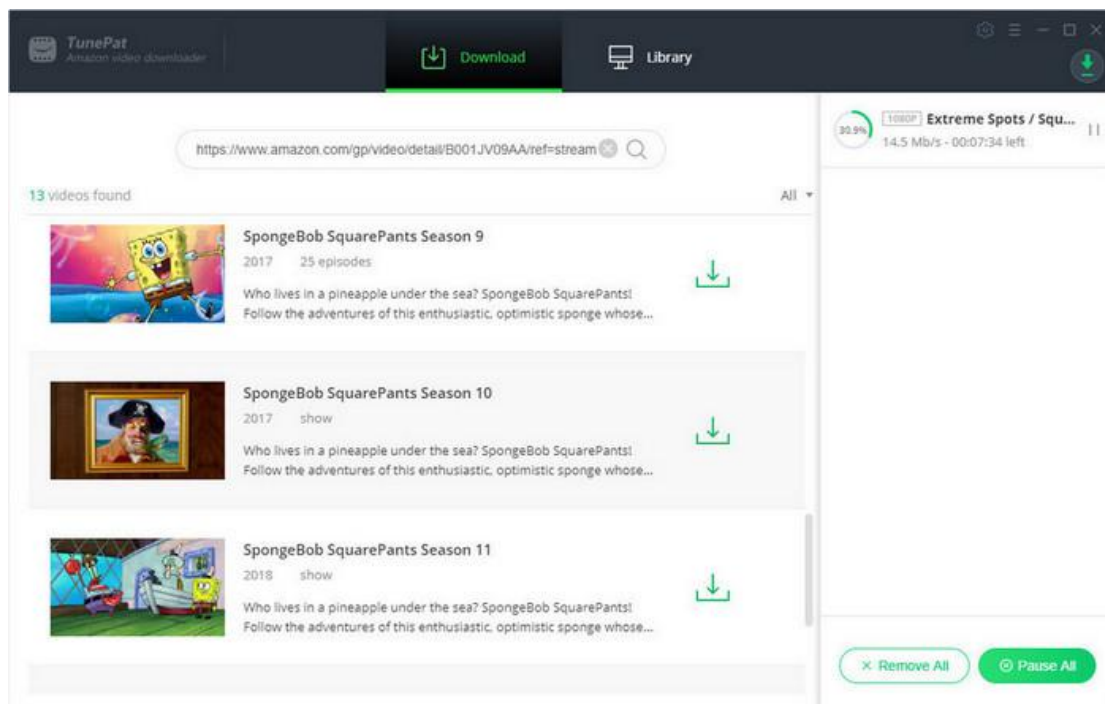 TunePat
Amazon video downloader
Download
Library
https://www.amazon.com/gp/video/detail/B001JV09AA/ref=stream
13 videos found
All
SpongeBob SquarePants Season 9
2017 25 episodes
Who lives in a pineapple under the sea? SpongeBob SquarePants!
Follow the adventures of this enthusiastic, optimistic sponge whose...
SpongeBob SquarePants Season 10
2017 show
Who lives in a pineapple under the sea? SpongeBob SquarePants!
Follow the adventures of this enthusiastic, optimistic sponge whose...
SpongeBob SquarePants Season 11
2018 show
Who lives in a pineapple under the sea? SpongeBob SquarePants!
Follow the adventures of this enthusiastic, optimistic sponge whose...
30.9%
1080P Extreme Spots / Squ...
14.5 Mb/s - 00:07:34 left
Remove All
Pause All